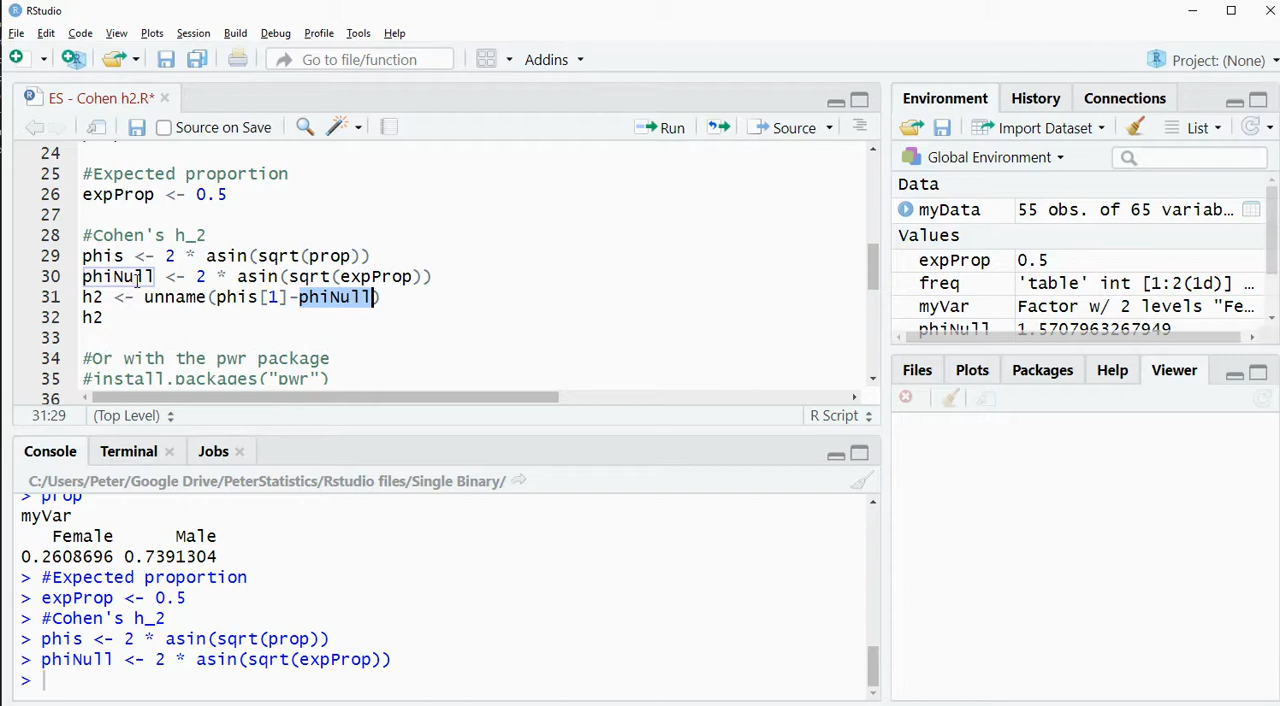 RStudio
File Edit Code View Plots Session Build Debug Profile Tools Help
Go to file/function Addins Project: (None)
ES - Cohen h2.R*
Source on Save Run Source
24
25 #Expected proportion
26 expProp <- 0.5
27
28 #Cohen's h_2
29 phis <- 2 * asin(sqrt(prop))
30 phiNull <- 2 * asin(sqrt(expProp))
31 h2 <- unname(phis[1]-phiNull)
32 h2
33
34 #Or with the pwr package
35 #install.packages("pwr")
36
31:29 (Top Level) R Script
Console Terminal Jobs
C:/Users/Peter/Google Drive/PeterStatistics/Rstudio files/Single Binary/
> prop
myVar
Female Male
0.2608696 0.7391304
> #Expected proportion
> expProp <- 0.5
> #Cohen's h_2
> phis <- 2 * asin(sqrt(prop))
> phiNull <- 2 * asin(sqrt(expProp))
>
Environment History Connections
Import Dataset List
Global Environment
Data
myData 55 obs. of 65 variab…
Values
expProp 0.5
freq 'table' int [1:2(1d)] …
myVar Factor w/ 2 levels "Fe…
phiNull 1.5707963267949
Files Plots Packages Help Viewer